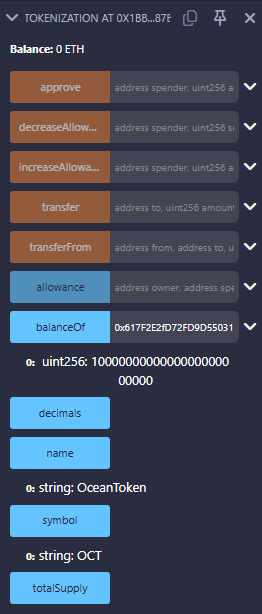 TOKENIZATION AT 0X1BB...87E
Balance: 0 ETH
approve address spender, uint256 a
decreaseAllow... address spender, uint256 s
increaseAllowa... address spender, uint256 a
transfer address to, uint256 amount
transferFrom address from, address to, u
allowance address owner, address spe
balanceOf 0x617F2E2fD72FD9D55031
0: uint256: 10000000000000000000
00000
decimals
name
0: string: OceanToken
symbol
0: string: OCT
totalSupply